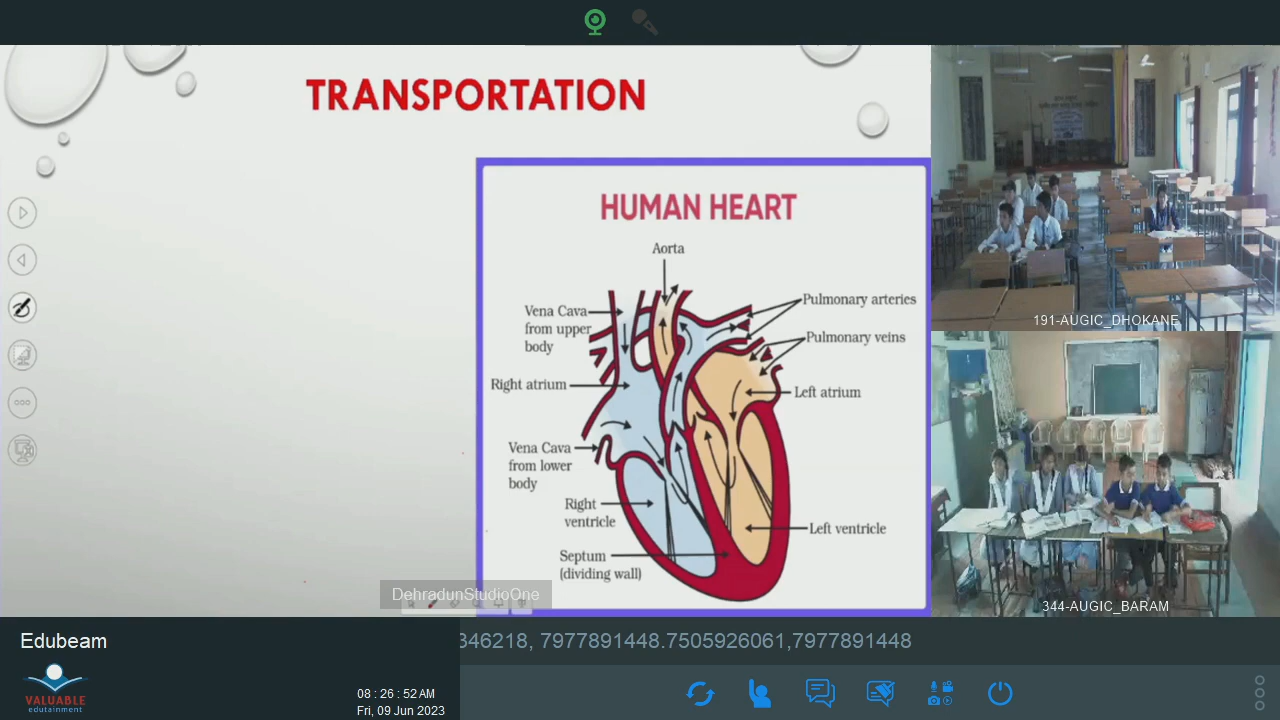 TRANSPORTATION
HUMAN HEART
Aorta
Pulmonary arteries
Vena Cava
from upper
body
Pulmonary veins
Right atrium
Left atrium
Vena Cava
from lower
body
Right
ventricle
Left ventricle
Septum
(dividing wall)
DehradunStudioOne
191-AUGIC_DHOKANE
344-AUGIC_BARAM
Edubeam
346218, 7977891448.7505926061,7977891448
VALUABLE
edutainment
08 : 26 : 52 AM
Fri, 09 Jun 2023